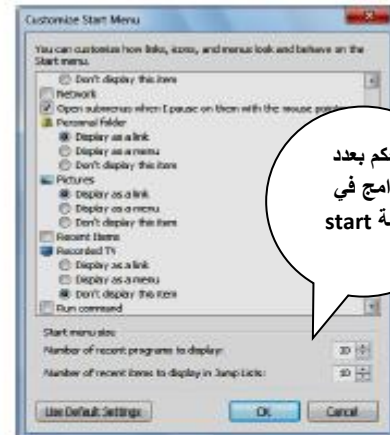 Customize Start Menu
You can customize how links, icons, and menus look and behave on the
Start menu.
Don't display this item
Network
Open submenus when I pause on them with the mouse
Personal folder
Display as a link
Display as a menu
Don't display this item
Pictures
Display as a link
Display as a menu
Don't display this item
Recent Items
Recorded TV
Display as a link
Display as a menu
Don't display this item
Run command
بعدد
في
start
Start menu size
Number of recent programs to display:
10
Number of recent items to display in Jump Lists:
10
Use Default Settings
OK
Cancel